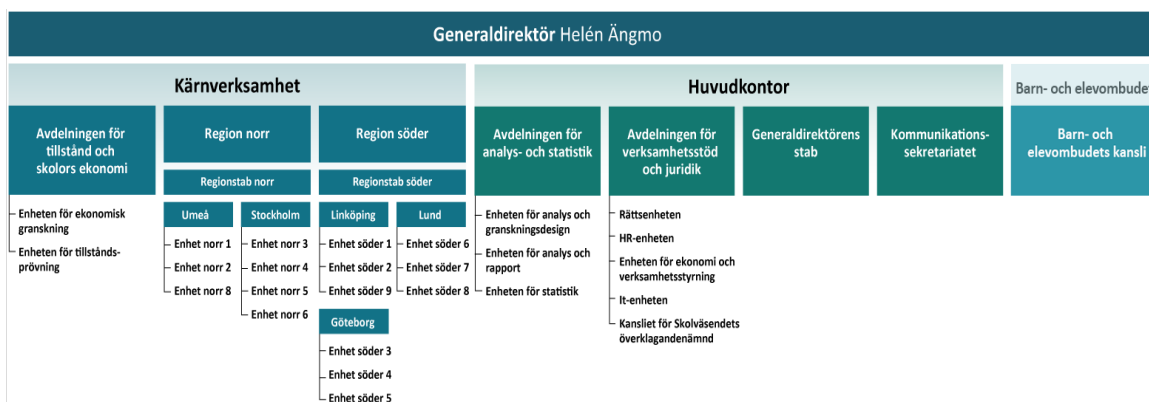 Generaldirektör Helén Ängmo
Kärnverksamhet
Avdelningen för
tillstånd och
skolors ekonomi
Enheten för ekonomisk
granskning
Enheten för tillstånds-
prövning
Region norr
Regionstab norr
Umeå
Enhet norr 1
Enhet norr 2
Enhet norr 8
Stockholm
Enhet norr 3
Enhet norr 4
Enhet norr 5
Enhet norr 6
Region söder
Regionstab söder
Linköping
Enhet söder 1
Enhet söder 2
Enhet söder 9
Lund
Enhet söder 6
Enhet söder 7
Enhet söder 8
Göteborg
Enhet söder 3
Enhet söder 4
Enhet söder 5
Huvudkontor
Avdelningen för
analys- och statistik
Enheten för analys och
granskningsdesign
Enheten för analys och
rapport
Enheten för statistik
Avdelningen för
verksamhetsstöd
och juridik
Rättsenheten
HR-enheten
Enheten för ekonomi och
verksamhetsstyrning
It-enheten
Kansliet för Skolväsendets
överklagandenämnd
Generaldirektörens
stab
Kommunikations-
sekretariatet
Barn- och elevombudet
Barn- och
elevombudets kansli